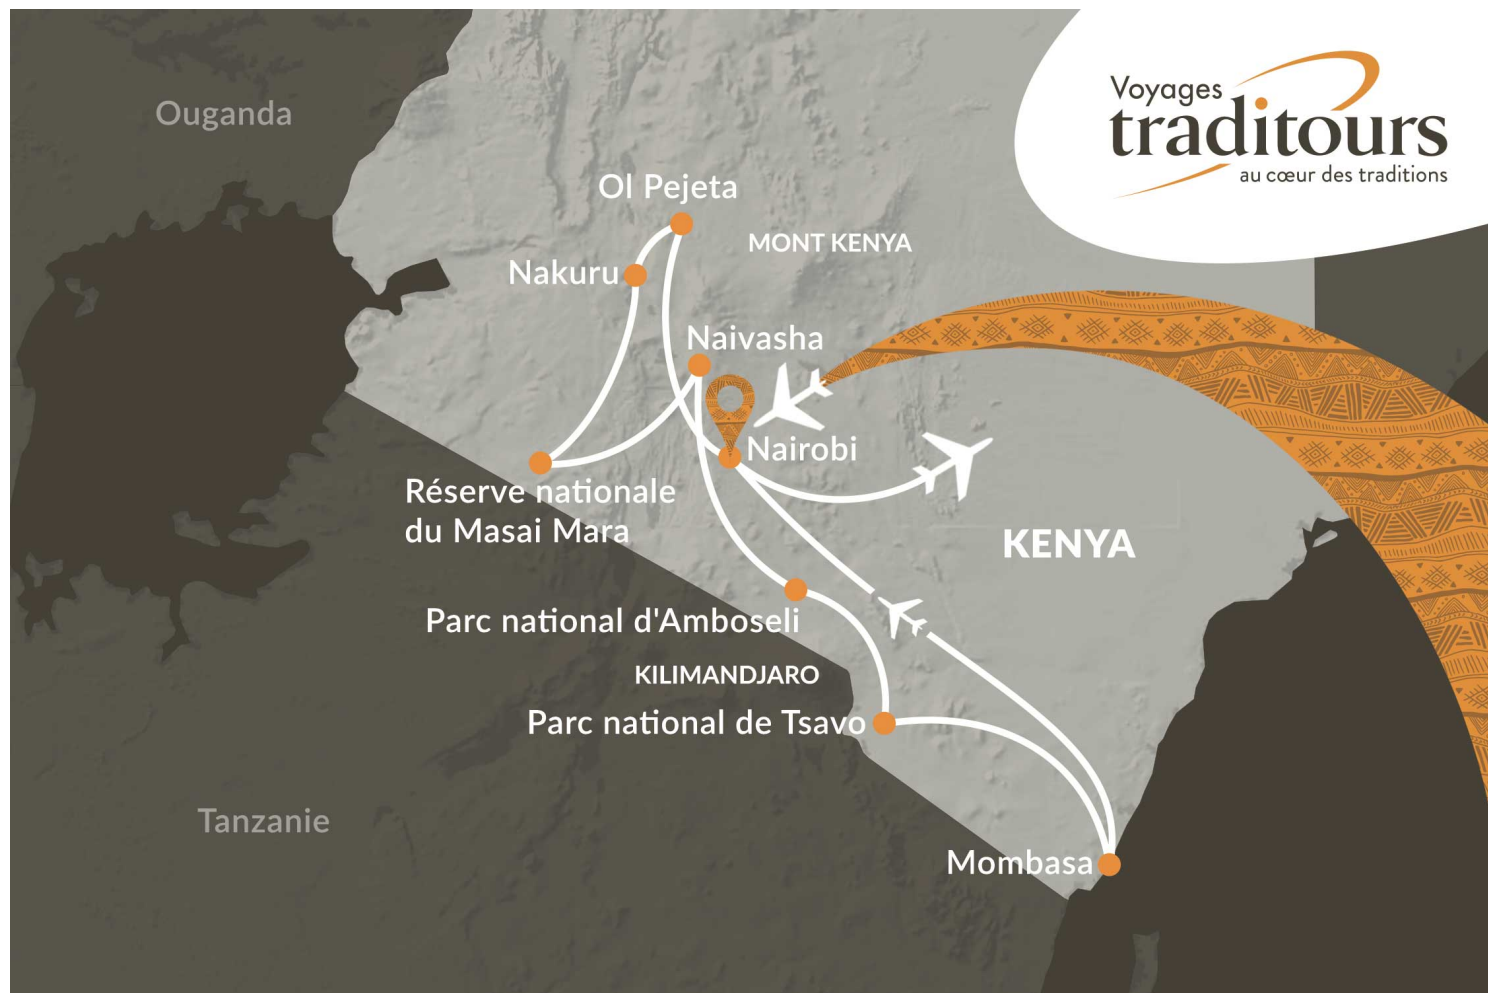 Voyages
traditours
au cœur des traditions
Ouganda
Ol Pejeta
MONT KENYA
Nakuru
Naivasha
Nairobi
Réserve nationale
du Masai Mara
KENYA
Parc national d'Amboseli
KILIMANDJARO
Parc national de Tsavo
Tanzanie
Mombasa